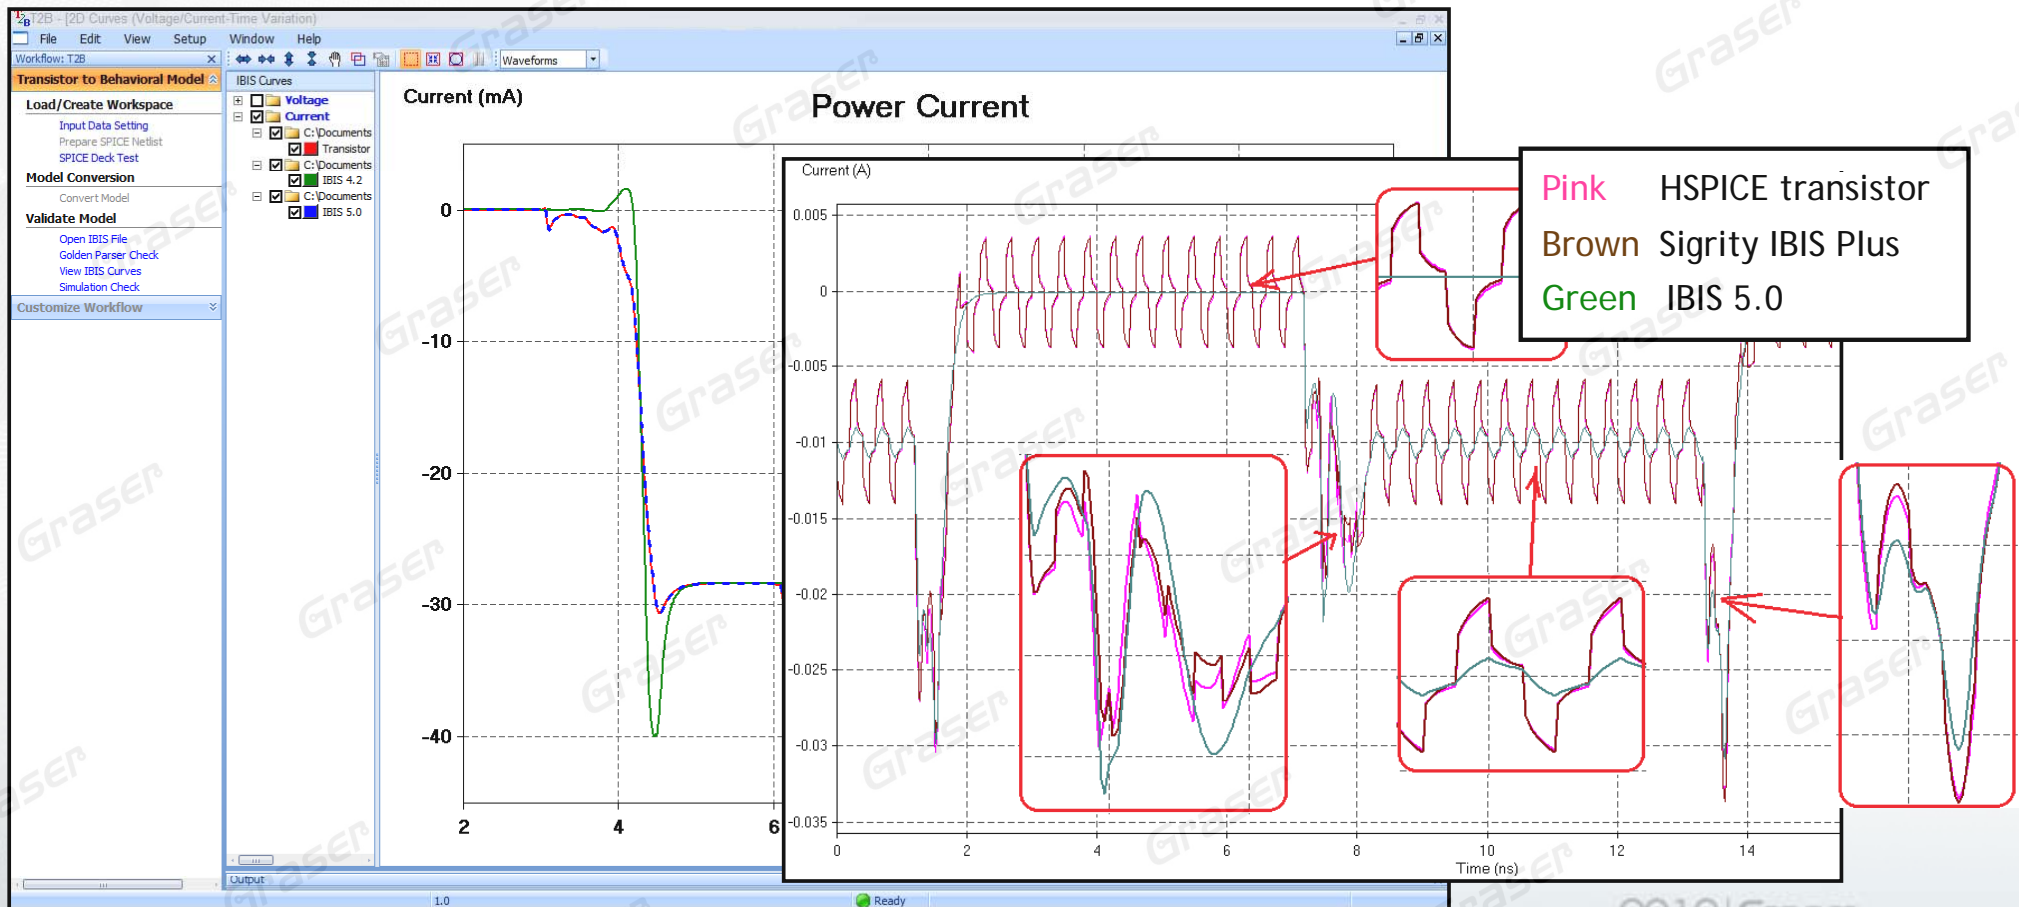 T2B - [2D Curves (Voltage/Current-Time Variation)
File Edit View Setup Window Help
Workflow: T2B
Waveforms
Transistor to Behavioral Model
Load/Create Workspace
Input Data Setting
Prepare SPICE Netlist
SPICE Deck Test
Model Conversion
Convert Model
Validate Model
Open IBIS File
Golden Parser Check
View IBIS Curves
Simulation Check
Customize Workflow
IBIS Curves
Voltage
Current
C:\Documents
Transistor
C:\Documents
IBIS 4.2
C:\Documents
IBIS 5.0
Current (mA)
Power Current
0
-10
-20
-30
-40
2 4 6
Current (A)
0.005
0
-0.005
-0.01
-0.015
-0.02
-0.025
-0.03
-0.035
0 2 4 6 8 10 12 14
Time (ns)
Pink HSPICE transistor
Brown Sigrity IBIS Plus
Green IBIS 5.0
Output
1.0 Ready
Graser